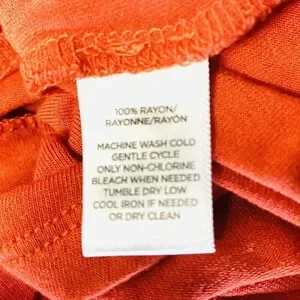 100% RAYON/
RAYONNE/RAYÓN
MACHINE WASH COLD
GENTLE CYCLE
ONLY NON-CHLORINE
BLEACH WHEN NEEDED
TUMBLE DRY LOW
COOL IRON IF NEEDED
OR DRY CLEAN